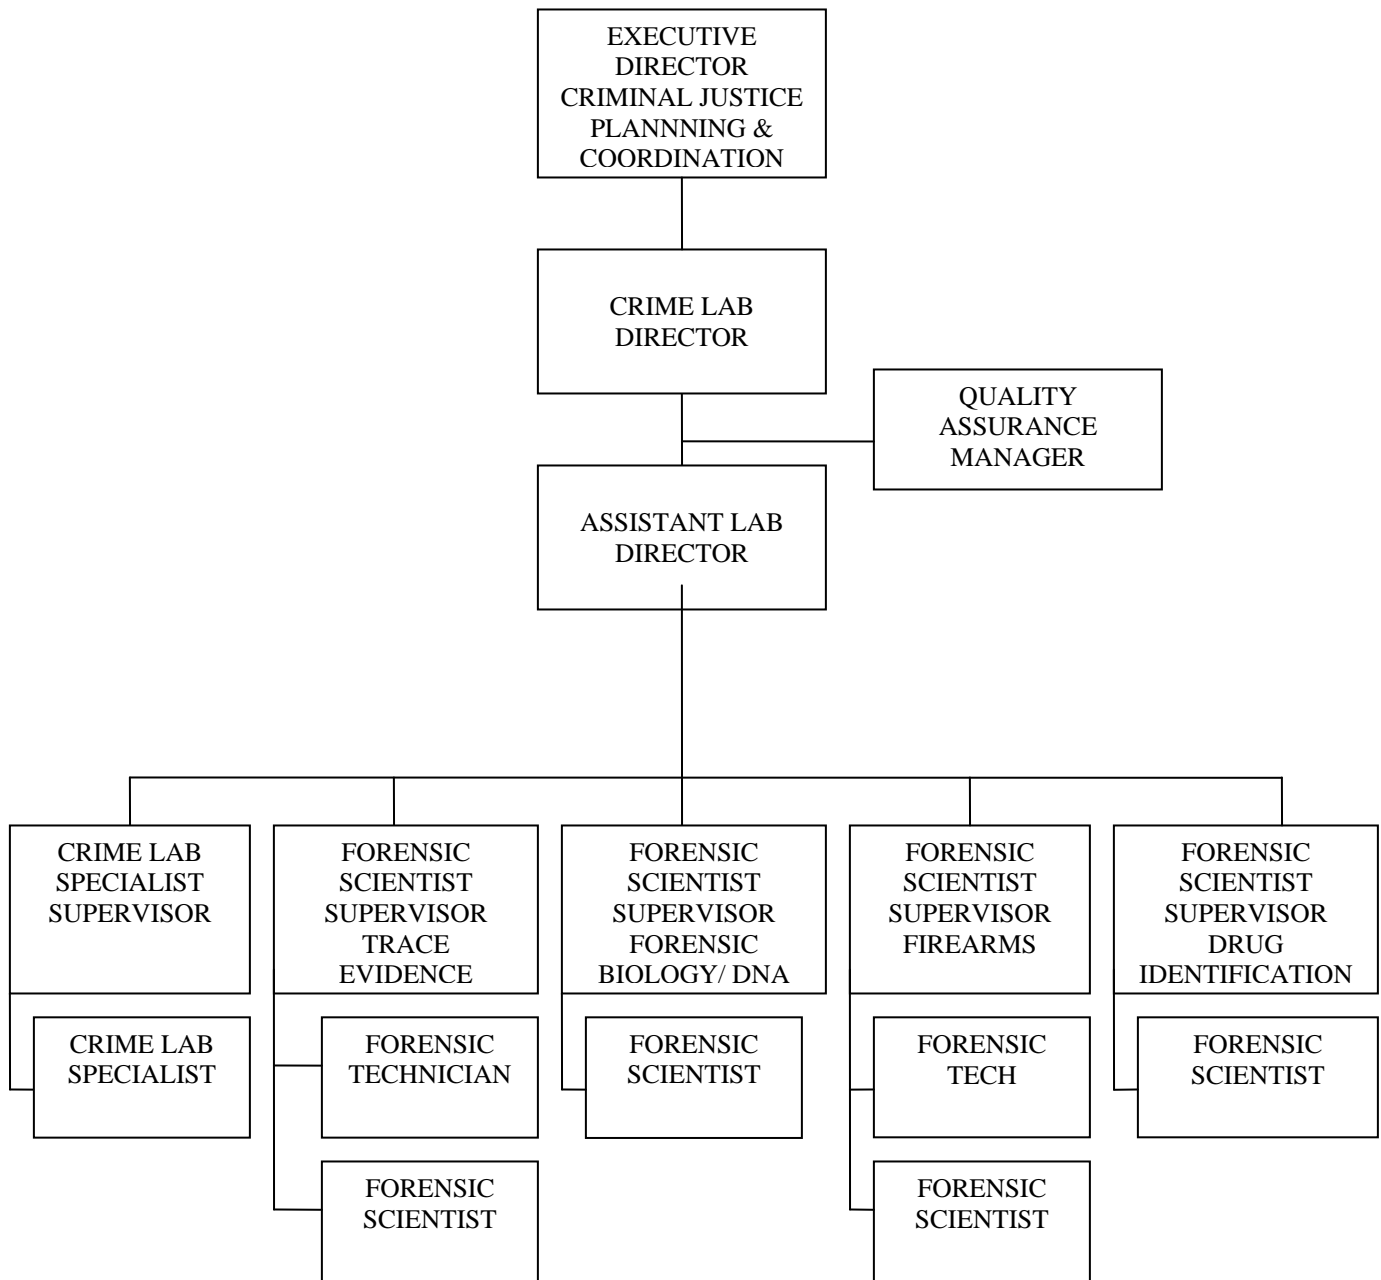 EXECUTIVE
DIRECTOR
CRIMINAL JUSTICE
PLANNNING &
COORDINATION
CRIME LAB
DIRECTOR
QUALITY
ASSURANCE
MANAGER
ASSISTANT LAB
DIRECTOR
CRIME LAB
SPECIALIST
SUPERVISOR
FORENSIC
SCIENTIST
SUPERVISOR
TRACE
EVIDENCE
FORENSIC
SCIENTIST
SUPERVISOR
FORENSIC
BIOLOGY/ DNA
FORENSIC
SCIENTIST
SUPERVISOR
FIREARMS
FORENSIC
SCIENTIST
SUPERVISOR
DRUG
IDENTIFICATION
CRIME LAB
SPECIALIST
FORENSIC
TECHNICIAN
FORENSIC
SCIENTIST
FORENSIC
TECH
FORENSIC
SCIENTIST
FORENSIC
SCIENTIST
FORENSIC
SCIENTIST